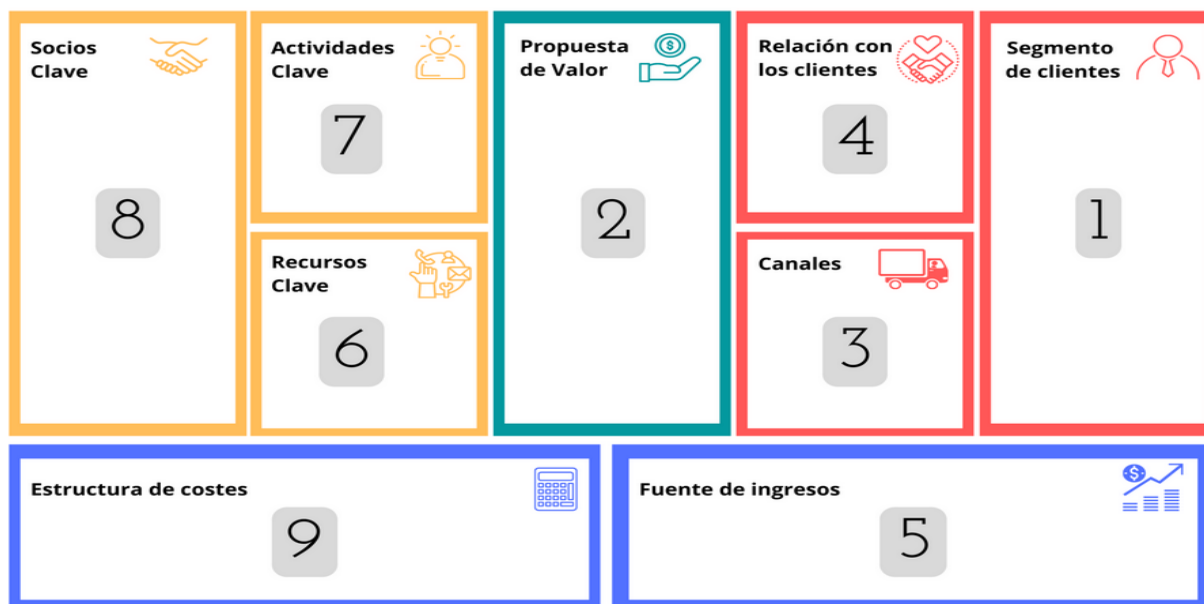 Socios
Clave
8
Actividades
Clave
7
Recursos
Clave
6
Propuesta
de Valor
$
2
Relación con
los clientes
4
Canales
3
Segmento
de clientes
1
Estructura de costes
9
Fuente de ingresos
$
5